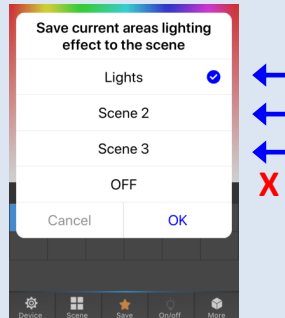 Save current areas lighting
effect to the scene
Lights
Scene 2
Scene 3
OFF
X
Cancel OK
Device Scene Save On/off More